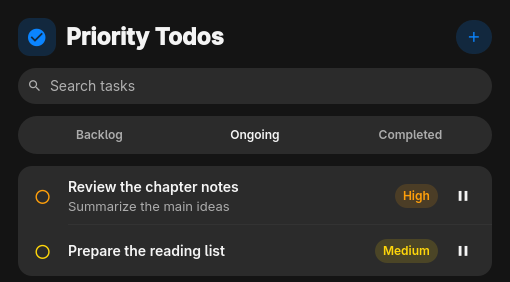 Priority Todos
Search tasks
Backlog Ongoing Completed
Review the chapter notes High
Summarize the main ideas
Prepare the reading list Medium